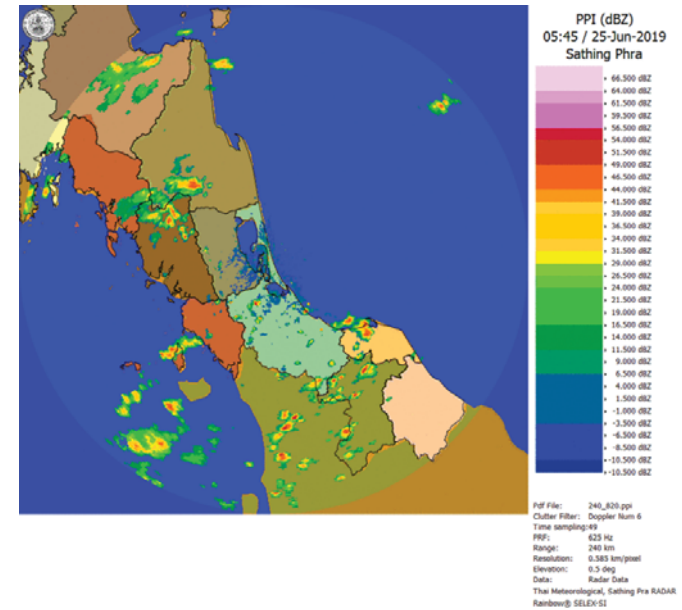 PPI (dBZ)
05:45 / 25-Jun-2019
Sathing Phra
66.500 dBZ
64.000 dBZ
61.500 dBZ
59.500 dBZ
56.500 dBZ
54.000 dBZ
51.500 dBZ
49.000 dBZ
46.500 dBZ
44.000 dBZ
41.500 dBZ
39.000 dBZ
36.500 dBZ
34.000 dBZ
31.500 dBZ
29.000 dBZ
26.500 dBZ
24.000 dBZ
21.500 dBZ
19.000 dBZ
16.500 dBZ
14.000 dBZ
11.500 dBZ
9.000 dBZ
6.500 dBZ
4.000 dBZ
1.500 dBZ
-1.000 dBZ
-3.500 dBZ
-6.500 dBZ
-8.500 dBZ
-10.500 dBZ
-10.500 dBZ
Pdf File: 240_820.ppi
Clutter Filter: Doppler Num 6
Time sampling:49
PRF: 625 Hz
Range: 240 km
Resolution: 0.585 km/pixel
Elevation: 0.5 deg
Data: Radar Data
Thai Meteorological, Sathing Pra RADAR
Rainbow® SELEX-SI